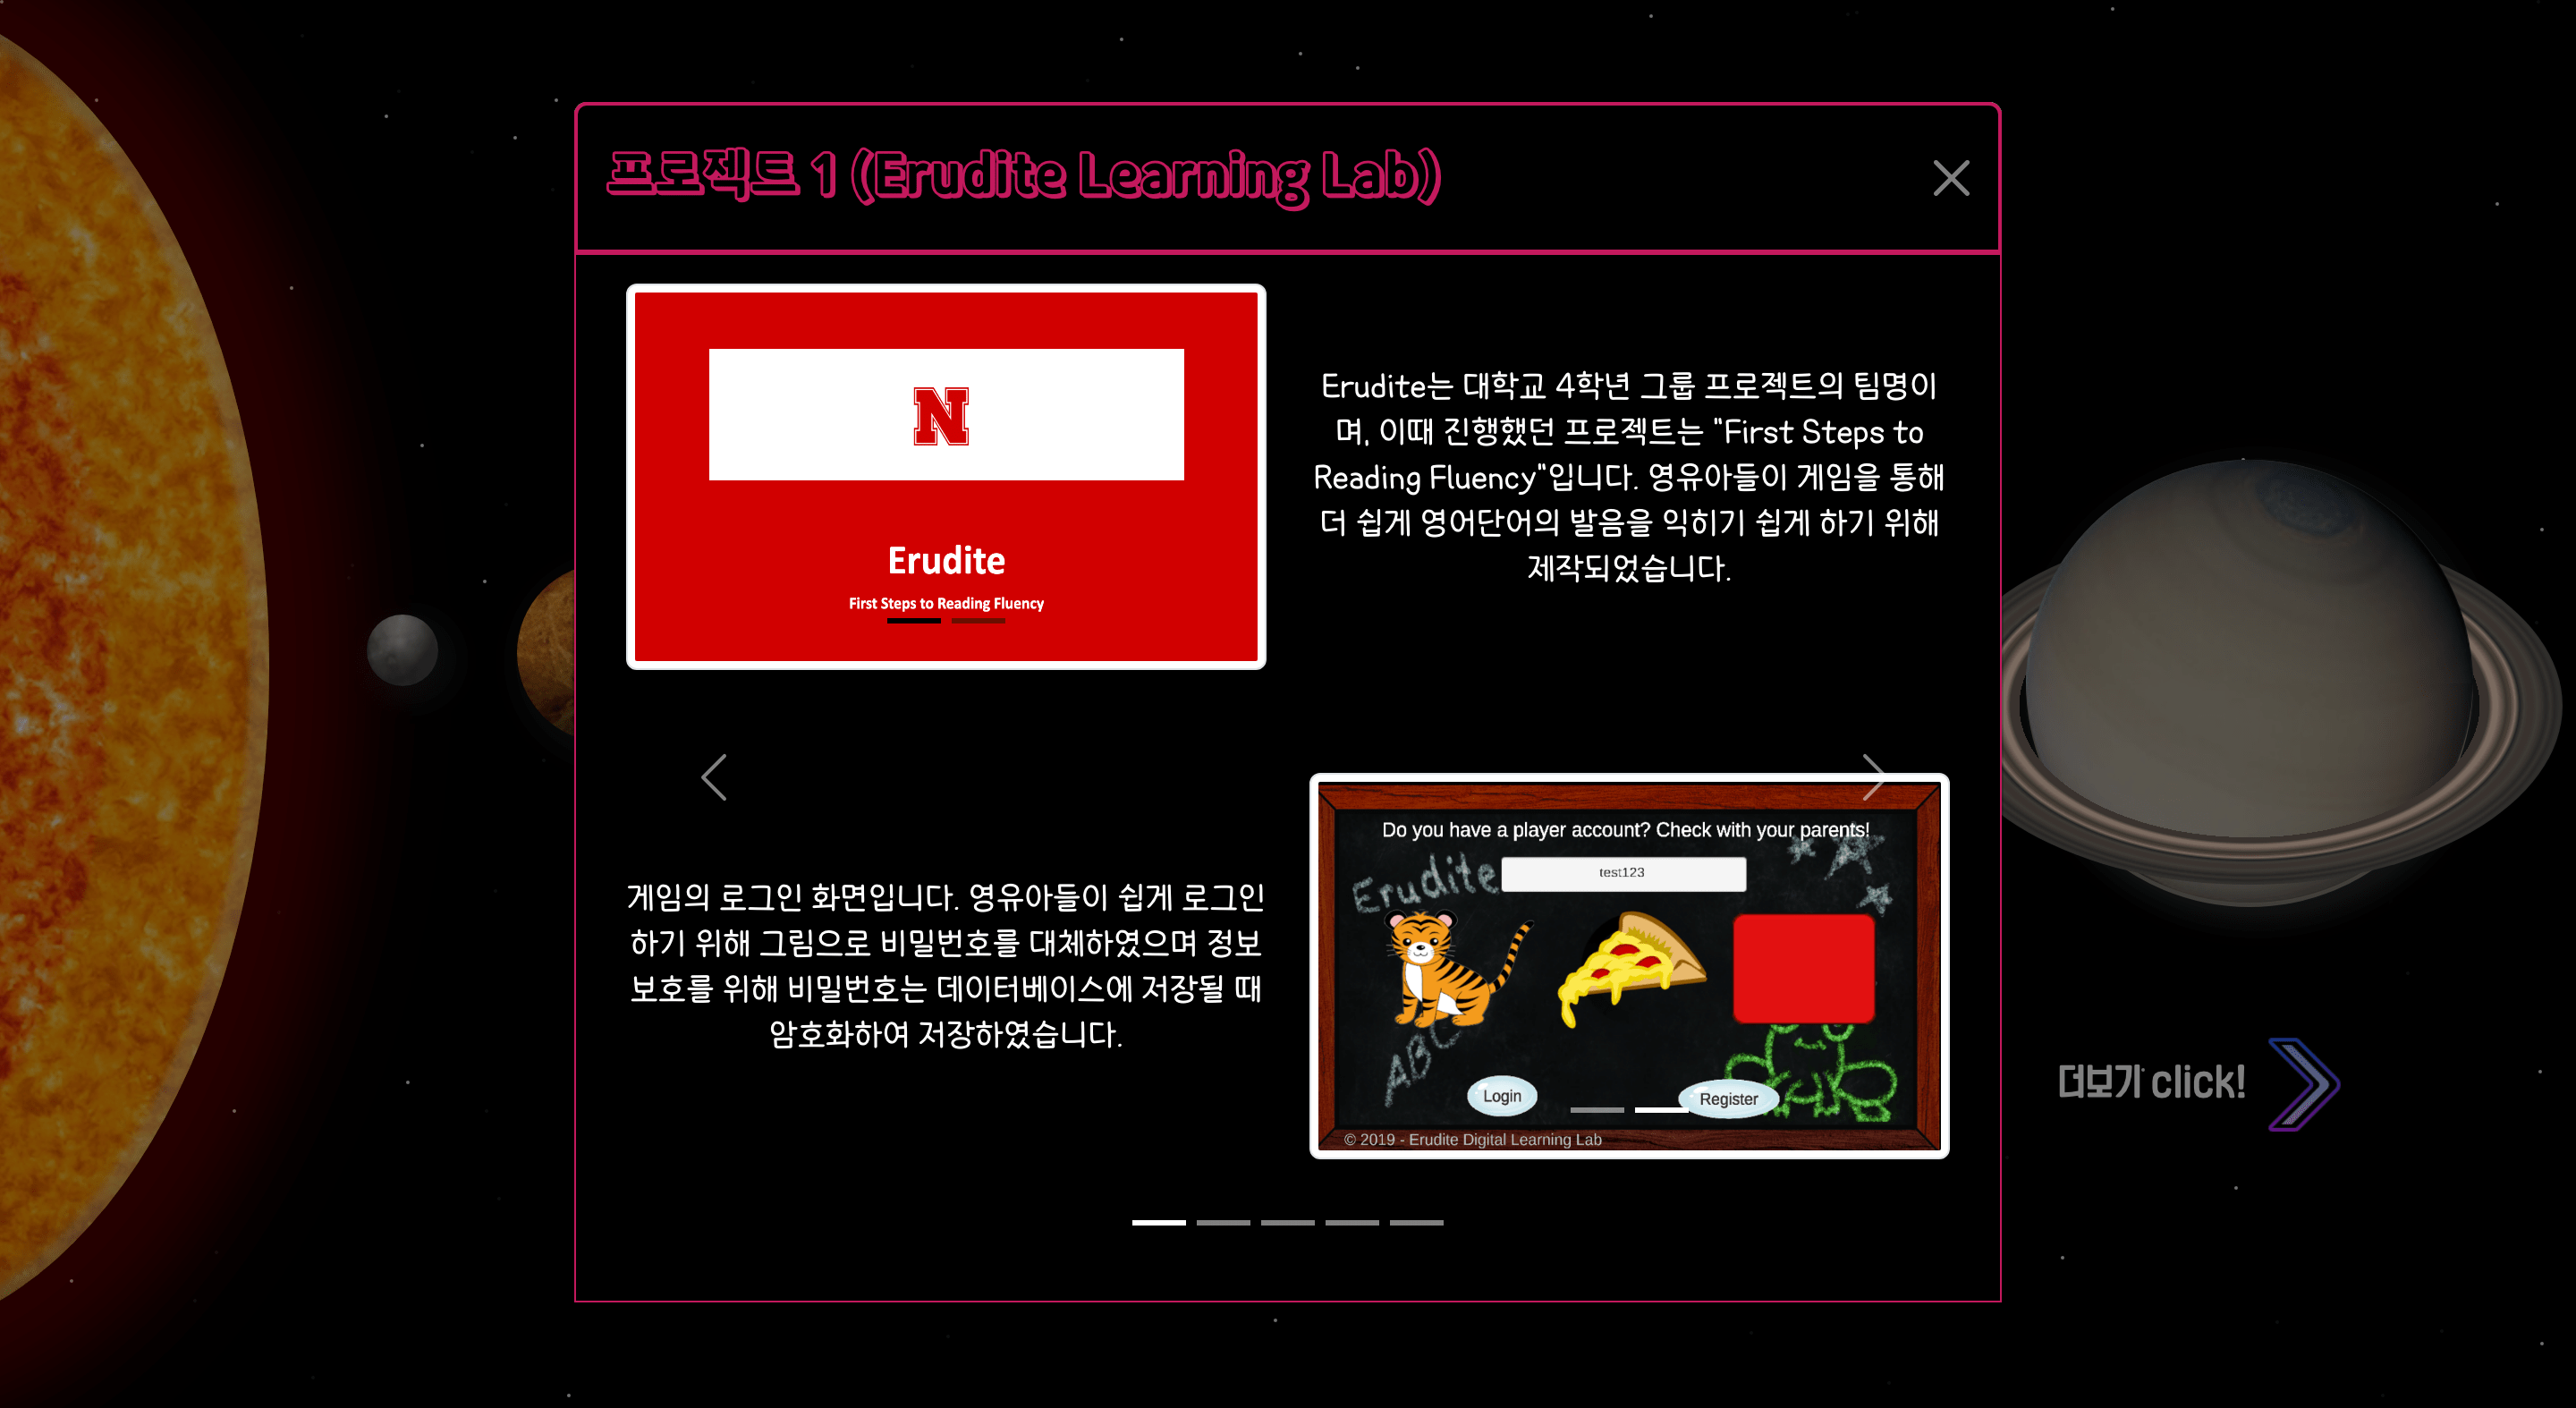 프로젝트 1 (Erudite Learning Lab)
N
Erudite
First Steps to Reading Fluency
Erudite는 대학교 4학년 그룹 프로젝트의 팀명이
며, 이때 진행했던 프로젝트는 "First Steps to
Reading Fluency"입니다. 영유아들이 게임을 통해
더 쉽게 영어단어의 발음을 익히기 쉽게 하기 위해
제작되었습니다.
게임의 로그인 화면입니다. 영유아들이 쉽게 로그인
하기 위해 그림으로 비밀번호를 대체하였으며 정보
보호를 위해 비밀번호는 데이터베이스에 저장될 때
암호화하여 저장하였습니다.
Do you have a player account? Check with your parents!
Erudite
test123
ABC
Login
Register
© 2019 - Erudite Digital Learning Lab
더보기 click!